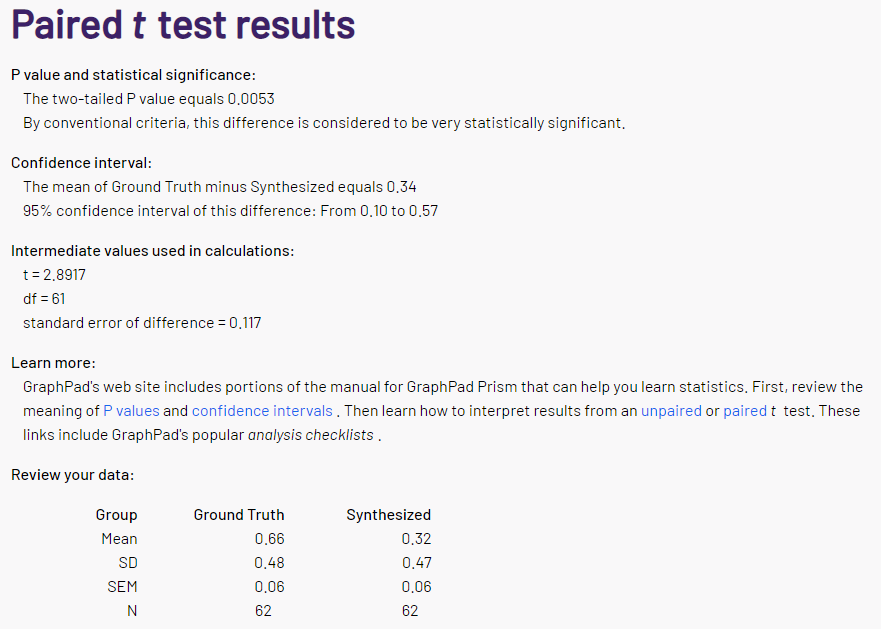 Paired t test results
P value and statistical significance:
The two-tailed P value equals 0.0053
By conventional criteria, this difference is considered to be very statistically significant.
Confidence interval:
The mean of Ground Truth minus Synthesized equals 0.34
95% confidence interval of this difference: From 0.10 to 0.57
Intermediate values used in calculations:
t = 2.8917
df = 61
standard error of difference = 0.117
Learn more:
GraphPad's web site includes portions of the manual for GraphPad Prism that can help you learn statistics. First, review the
meaning of P values and confidence intervals . Then learn how to interpret results from an unpaired or paired t test. These
links include GraphPad's popular analysis checklists .
Review your data:
Group Ground Truth Synthesized
Mean 0.66 0.32
SD 0.48 0.47
SEM 0.06 0.06
N 62 62